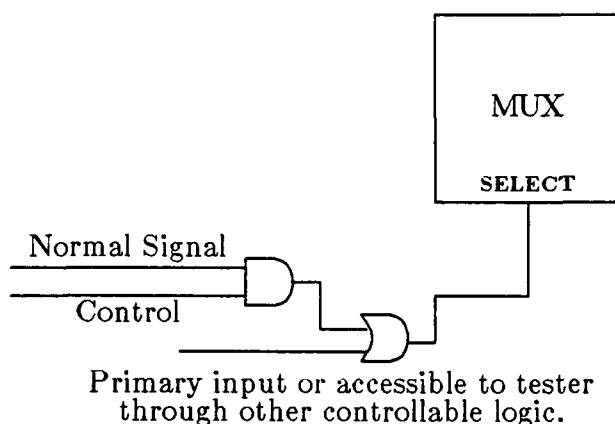 MUX
SELECT
Normal Signal
Control
Primary input or accessible to tester
through other controllable logic.